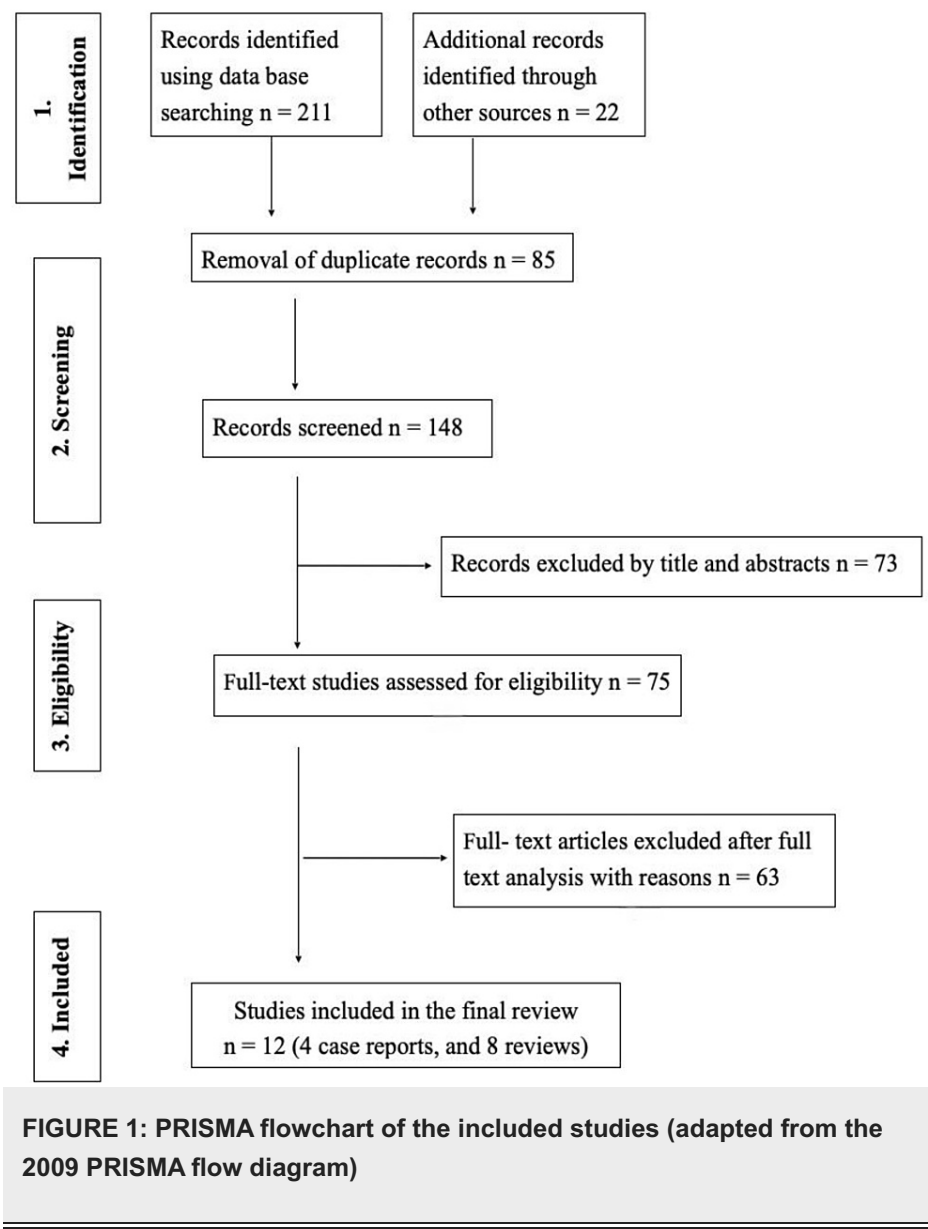 1.
Identification
Records identified
using data base
searching n = 211
Additional records
identified through
other sources n = 22
Removal of duplicate records n = 85
2. Screening
Records screened n = 148
Records excluded by title and abstracts n = 73
3. Eligibility
Full-text studies assessed for eligibility n = 75
Full- text articles excluded after full
text analysis with reasons n = 63
4. Included
Studies included in the final review
n = 12 (4 case reports, and 8 reviews)
FIGURE 1: PRISMA flowchart of the included studies (adapted from the
2009 PRISMA flow diagram)